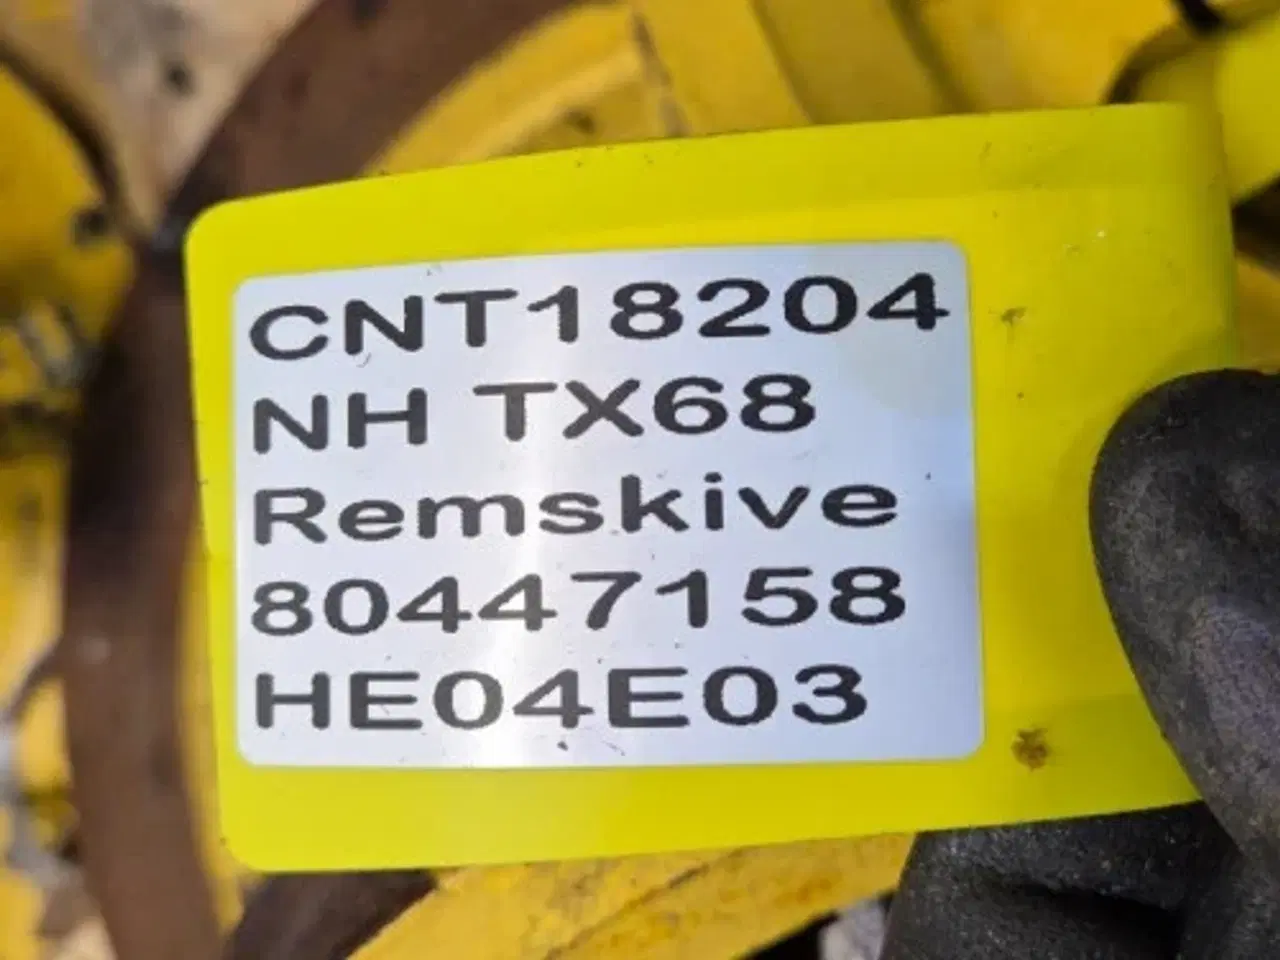 CNT18204
NH TX68
Remskive
80447158
HE04E03